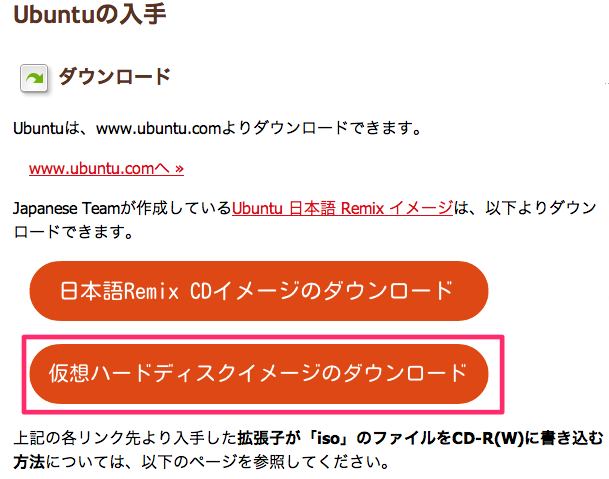 Ubuntuの入手
ダウンロード
Ubuntuは、www.ubuntu.comよりダウンロードできます。
www.ubuntu.comへ »
Japanese Teamが作成しているUbuntu 日本語 Remix イメージは、以下よりダウン
ロードできます。
日本語Remix CDイメージのダウンロード
仮想ハードディスクイメージのダウンロード
上記の各リンク先より入手した拡張子が「iso」のファイルをCD-R(W)に書き込む
方法については、以下のページを参照してください。